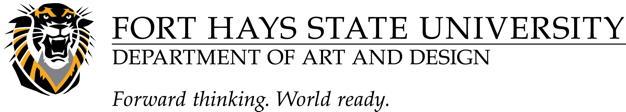 FORT HAYS STATE UNIVERSITY
DEPARTMENT OF ART AND DESIGN
Forward thinking. World ready.